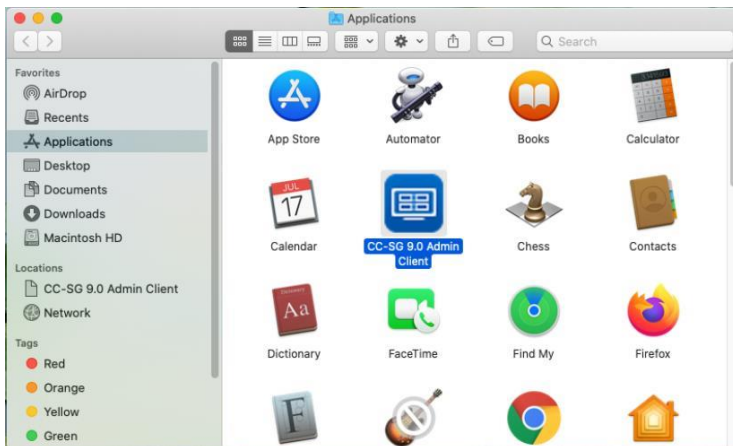 Applications
Search
Favorites
AirDrop
Recents
Applications
Desktop
Documents
Downloads
Macintosh HD
Locations
CC-SG 9.0 Admin Client
Network
Tags
Red
Orange
Yellow
Green
App Store
Automator
Books
Calculator
JUL
17
Calendar
CC-SG 9.0 Admin
Client
Chess
Contacts
Dictionary
Aa
Dictionary
FaceTime
Find My
Firefox
F